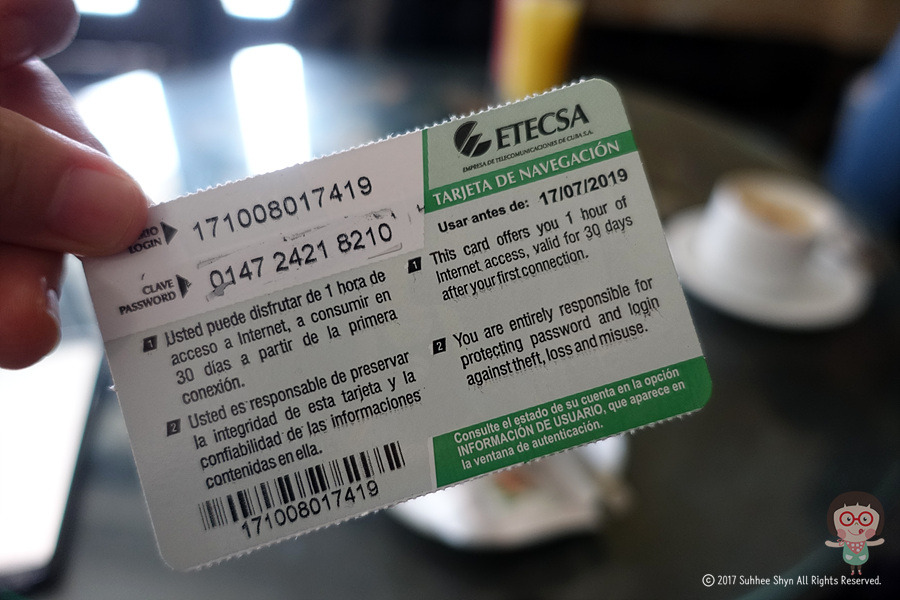 ETECSA
EMPRESA DE TELECOMUNICACIONES DE CUBA S.A.
TARJETA DE NAVEGACIÓN
LOGIN
171008017419
CLAVE
PASSWORD
0147 2421 8210
Usar antes de: 17/07/2019
1 Usted puede disfrutar de 1 hora de
acceso a Internet, a consumir en
30 días a partir de la primera
conexión.
2 Usted es responsable de preservar
la integridad de esta tarjeta y la
confiabilidad de las informaciones
contenidas en ella.
171008017419
1 This card offers you 1 hour of
Internet access, valid for 30 days
after your first connection.
2 You are entirely responsible for
protecting password and login
against theft, loss and misuse.
Consulte el estado de su cuenta en la opción
INFORMACIÓN DE USUARIO, que aparece en
la ventana de autenticación.
© 2017 Suhhee Shyn All Rights Reserved.